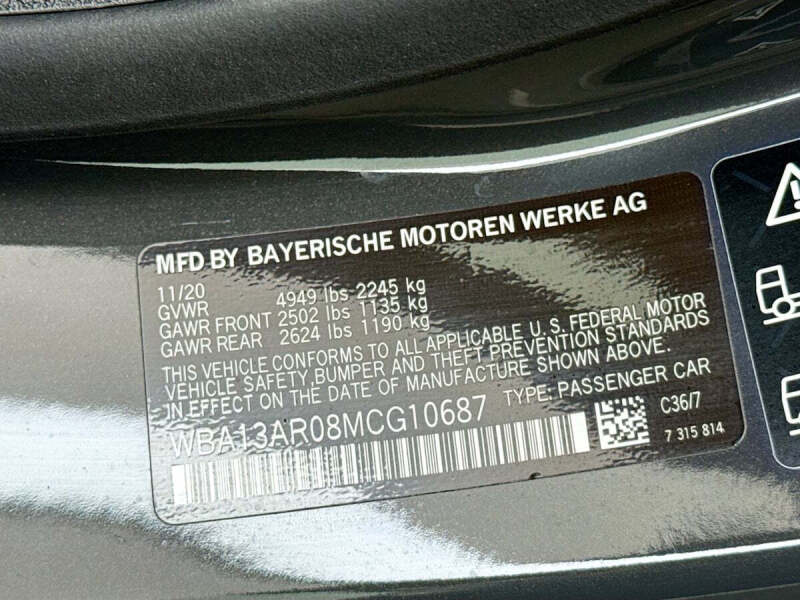 MFD BY BAYERISCHE MOTOREN WERKE AG
11/20
GVWR 4949 lbs 2245 kg
GAWR FRONT 2502 lbs 1135 kg
GAWR REAR 2624 lbs 1190 kg
THIS VEHICLE CONFORMS TO ALL APPLICABLE U.S. FEDERAL MOTOR
VEHICLE SAFETY, BUMPER AND THEFT PREVENTION STANDARDS
IN EFFECT ON THE DATE OF MANUFACTURE SHOWN ABOVE.
WBA13AR08MCG10687 TYPE: PASSENGER CAR
C36/7
7 315 814